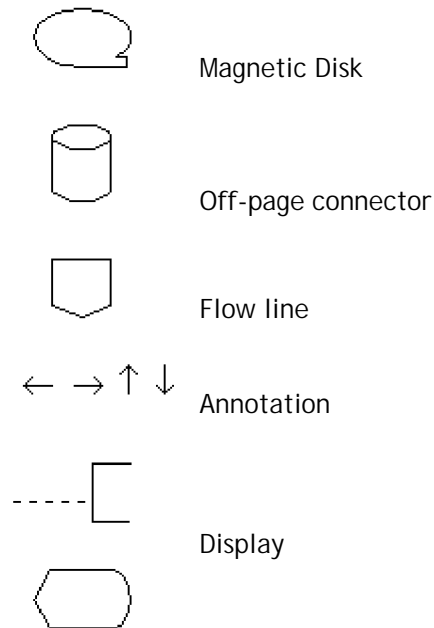 Magnetic Disk
Off-page connector
Flow line
Annotation
Display